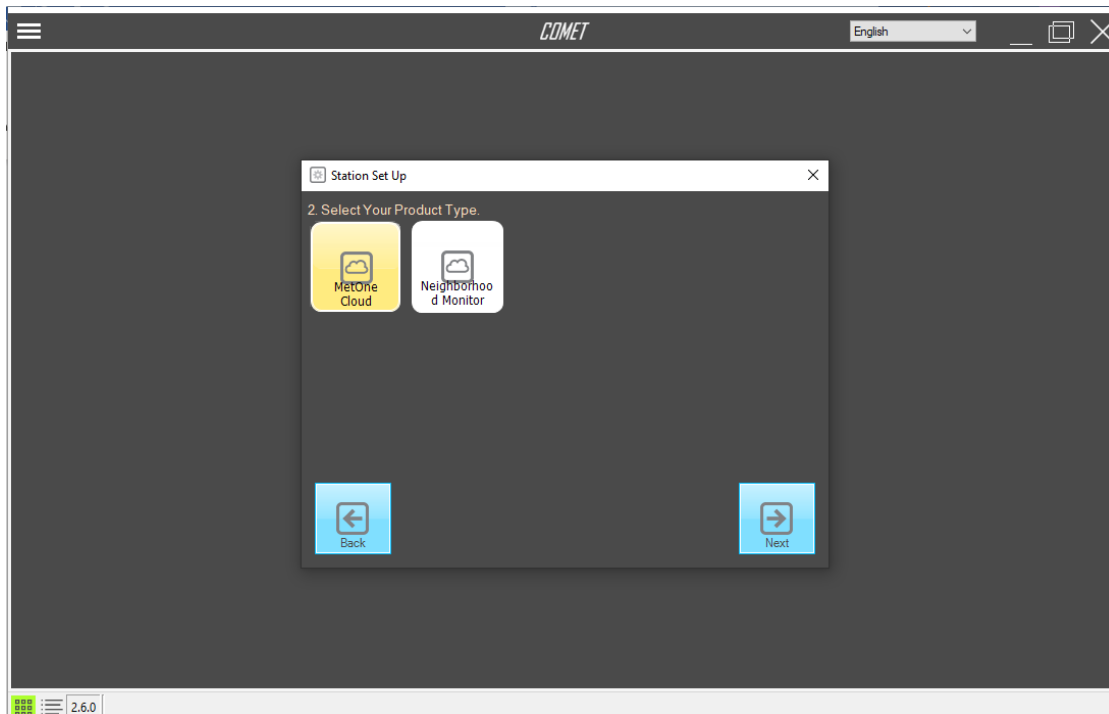 COMET
English
Station Set Up
2. Select Your Product Type.
MetOne
Cloud
Neighborhoo
d Monitor
Back
Next
2.6.0